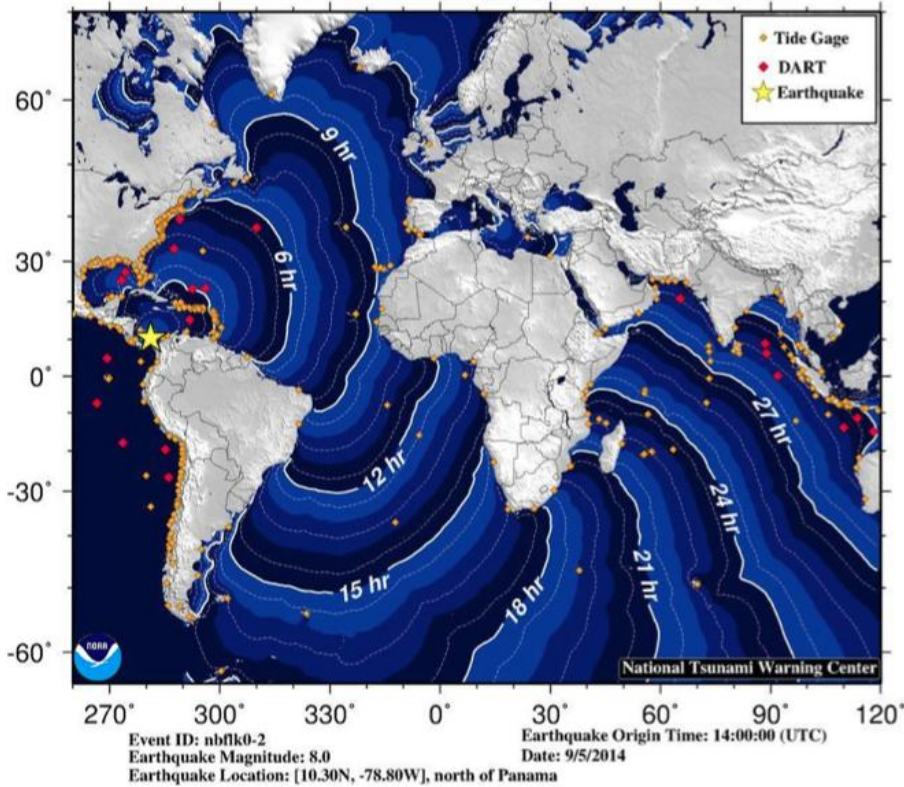 Tide Gage
DART
Earthquake
60°
30°
0°
-30°
-60°
9 hr
6 hr
12 hr
15 hr
18 hr
21 hr
24 hr
27 hr
NOAA
National Tsunami Warning Center
270° 300° 330° 0° 30° 60° 90° 120°
Event ID: nbflk0-2
Earthquake Magnitude: 8.0
Earthquake Location: [10.30N, -78.80W], north of Panama
Earthquake Origin Time: 14:00:00 (UTC)
Date: 9/5/2014